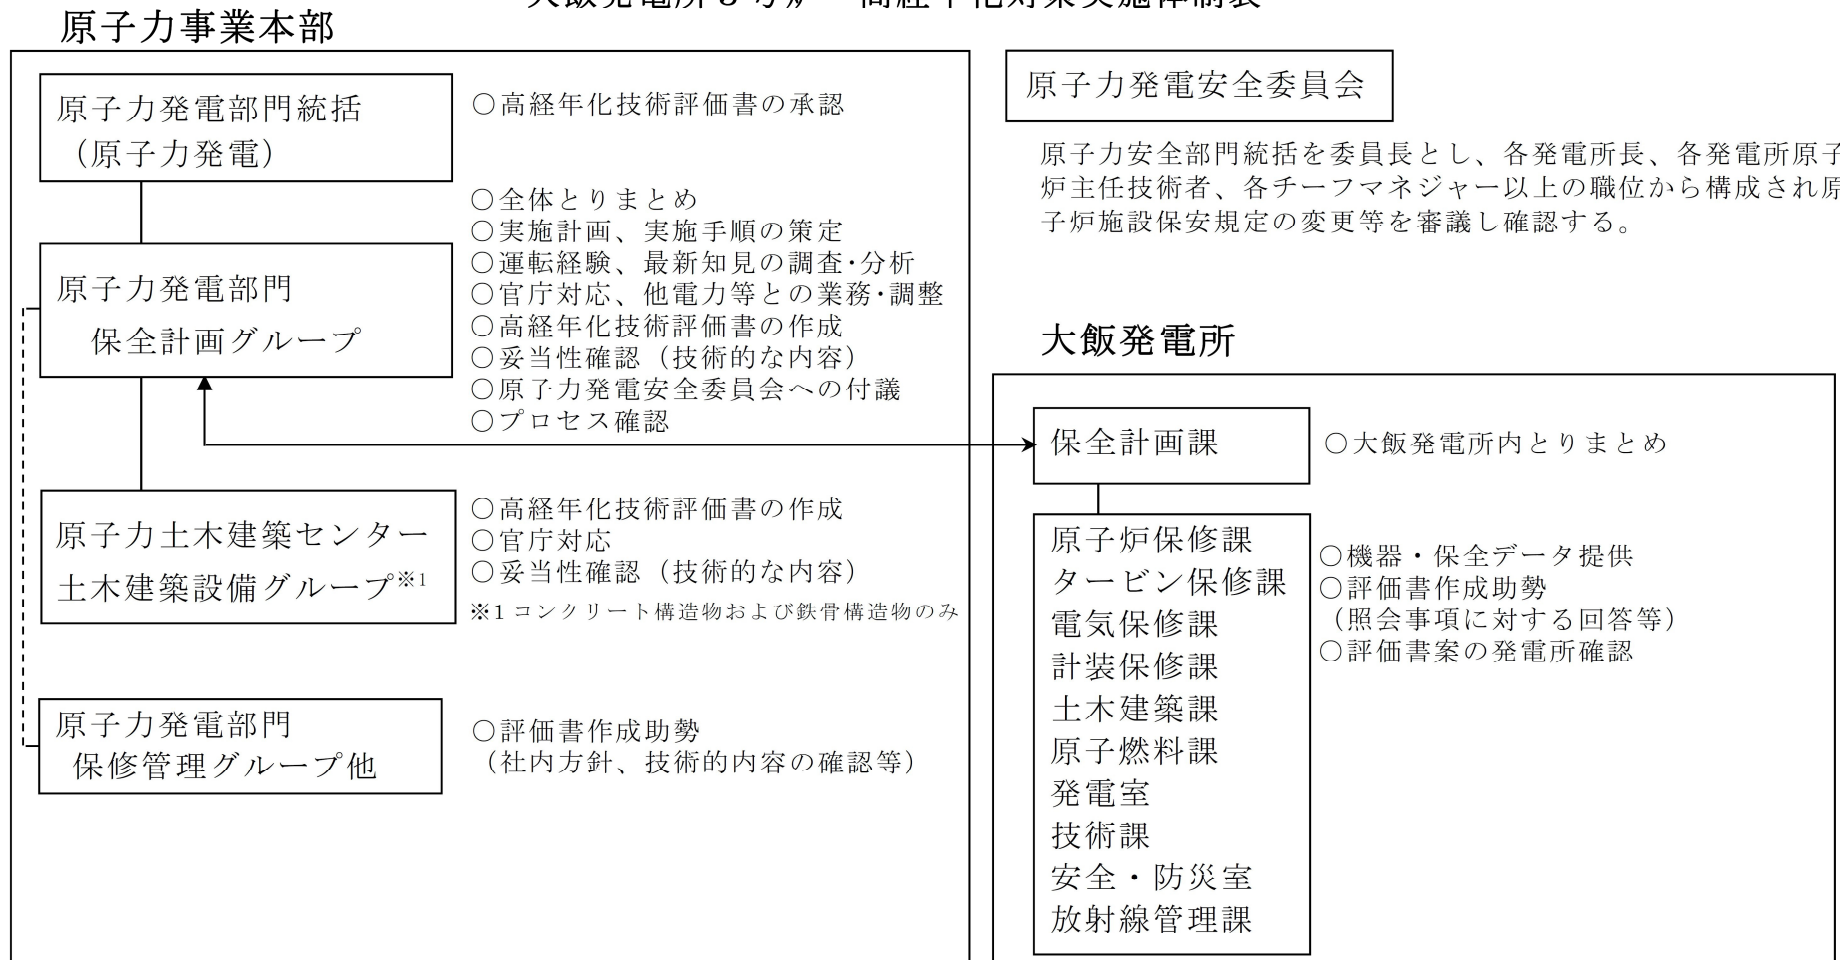 原子力事業本部
原子力発電部門統括
（原子力発電）
○高経年化技術評価書の承認
原子力発電部門
保全計画グループ
○全体とりまとめ
○実施計画、実施手順の策定
○運転経験、最新知見の調査・分析
○官庁対応、他電力等との業務・調整
○高経年化技術評価書の作成
○妥当性確認（技術的な内容）
○原子力発電安全委員会への付議
○プロセス確認
原子力土木建築センター
土木建築設備グループ※1
○高経年化技術評価書の作成
○官庁対応
○妥当性確認（技術的な内容）
※1 コンクリート構造物および鉄骨構造物のみ
原子力発電部門
保修管理グループ他
○評価書作成助勢
（社内方針、技術的内容の確認等）
原子力発電安全委員会
原子力安全部門統括を委員長とし、各発電所長、各発電所原子
炉主任技術者、各チーフマネジャー以上の職位から構成され原
子炉施設保安規定の変更等を審議し確認する。
大飯発電所
保全計画課
○大飯発電所内とりまとめ
原子炉保修課
タービン保修課
電気保修課
計装保修課
土木建築課
原子燃料課
発電室
技術課
安全・防災室
放射線管理課
○機器・保全データ提供
○評価書作成助勢
（照会事項に対する回答等）
○評価書案の発電所確認